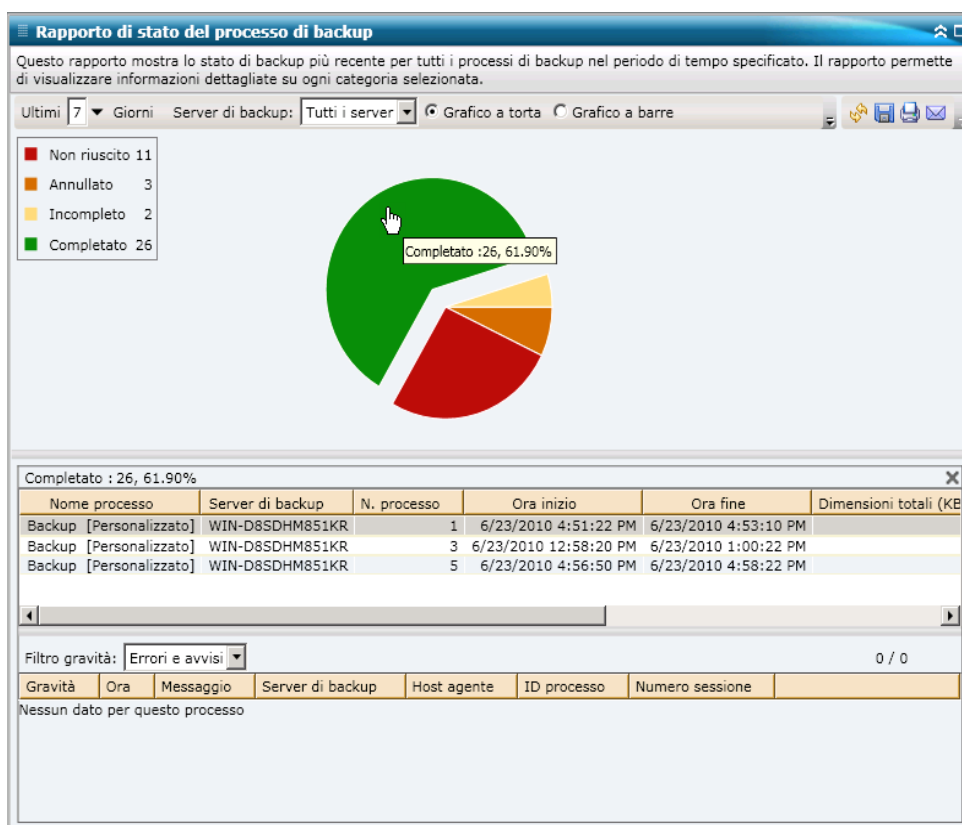 Rapporto di stato del processo di backup
Questo rapporto mostra lo stato di backup più recente per tutti i processi di backup nel periodo di tempo specificato. Il rapporto permette
di visualizzare informazioni dettagliate su ogni categoria selezionata.
Ultimi 7 Giorni Server di backup: Tutti i server Grafico a torta Grafico a barre
Non riuscito 11
Annullato 3
Incompleto 2
Completato 26
Completato :26, 61.90%
Completato : 26, 61.90%
Nome processo Server di backup N. processo Ora inizio Ora fine Dimensioni totali (KB
Backup [Personalizzato] WIN-D8SDHM851KR 1 6/23/2010 4:51:22 PM 6/23/2010 4:53:10 PM
Backup [Personalizzato] WIN-D8SDHM851KR 3 6/23/2010 12:58:20 PM 6/23/2010 1:00:22 PM
Backup [Personalizzato] WIN-D8SDHM851KR 5 6/23/2010 4:56:50 PM 6/23/2010 4:58:22 PM
Filtro gravità: Errori e avvisi 0 / 0
Gravità Ora Messaggio Server di backup Host agente ID processo Numero sessione
Nessun dato per questo processo